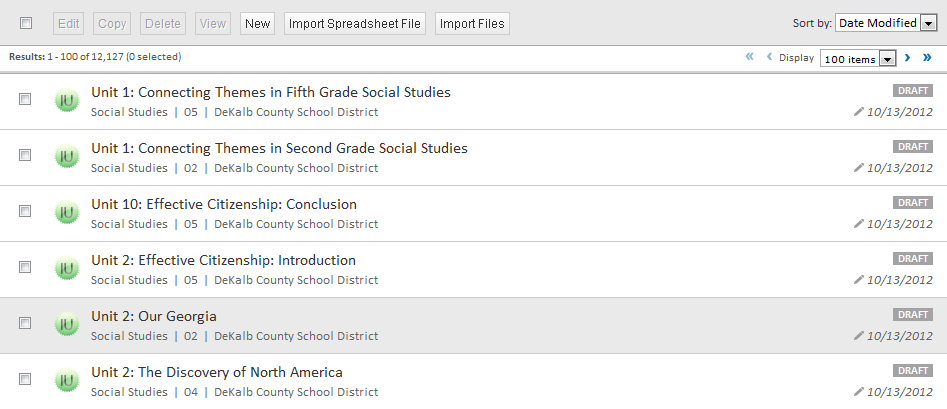 Edit Copy Delete View New Import Spreadsheet File Import Files Sort by: Date Modified
Results: 1 - 100 of 12,127 (0 selected) « ‹ Display 100 items › »
IU Unit 1: Connecting Themes in Fifth Grade Social Studies DRAFT
Social Studies | 05 | DeKalb County School District 10/13/2012
IU Unit 1: Connecting Themes in Second Grade Social Studies DRAFT
Social Studies | 02 | DeKalb County School District 10/13/2012
IU Unit 10: Effective Citizenship: Conclusion DRAFT
Social Studies | 05 | DeKalb County School District 10/13/2012
IU Unit 2: Effective Citizenship: Introduction DRAFT
Social Studies | 05 | DeKalb County School District 10/13/2012
IU Unit 2: Our Georgia DRAFT
Social Studies | 02 | DeKalb County School District 10/13/2012
IU Unit 2: The Discovery of North America DRAFT
Social Studies | 04 | DeKalb County School District 10/13/2012